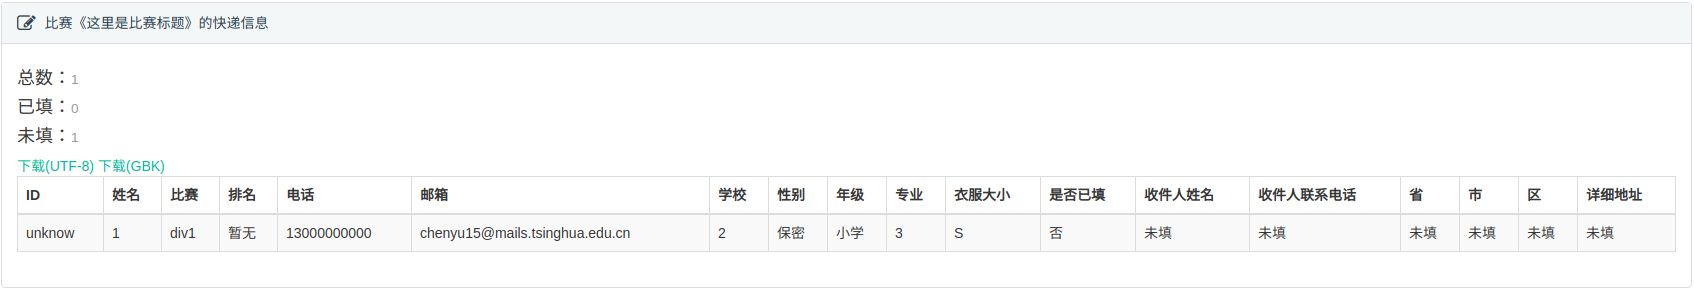 比赛《这里是比赛标题》的快递信息
总数：1
已填：0
未填：1
下载(UTF-8) 下载(GBK)
ID 姓名 比赛 排名 电话 邮箱 学校 性别 年级 专业 衣服大小 是否已填 收件人姓名 收件人联系电话 省 市 区 详细地址
unknow 1 div1 暂无 13000000000 chenyu15@mails.tsinghua.edu.cn 2 保密 小学 3 S 否 未填 未填 未填 未填 未填 未填